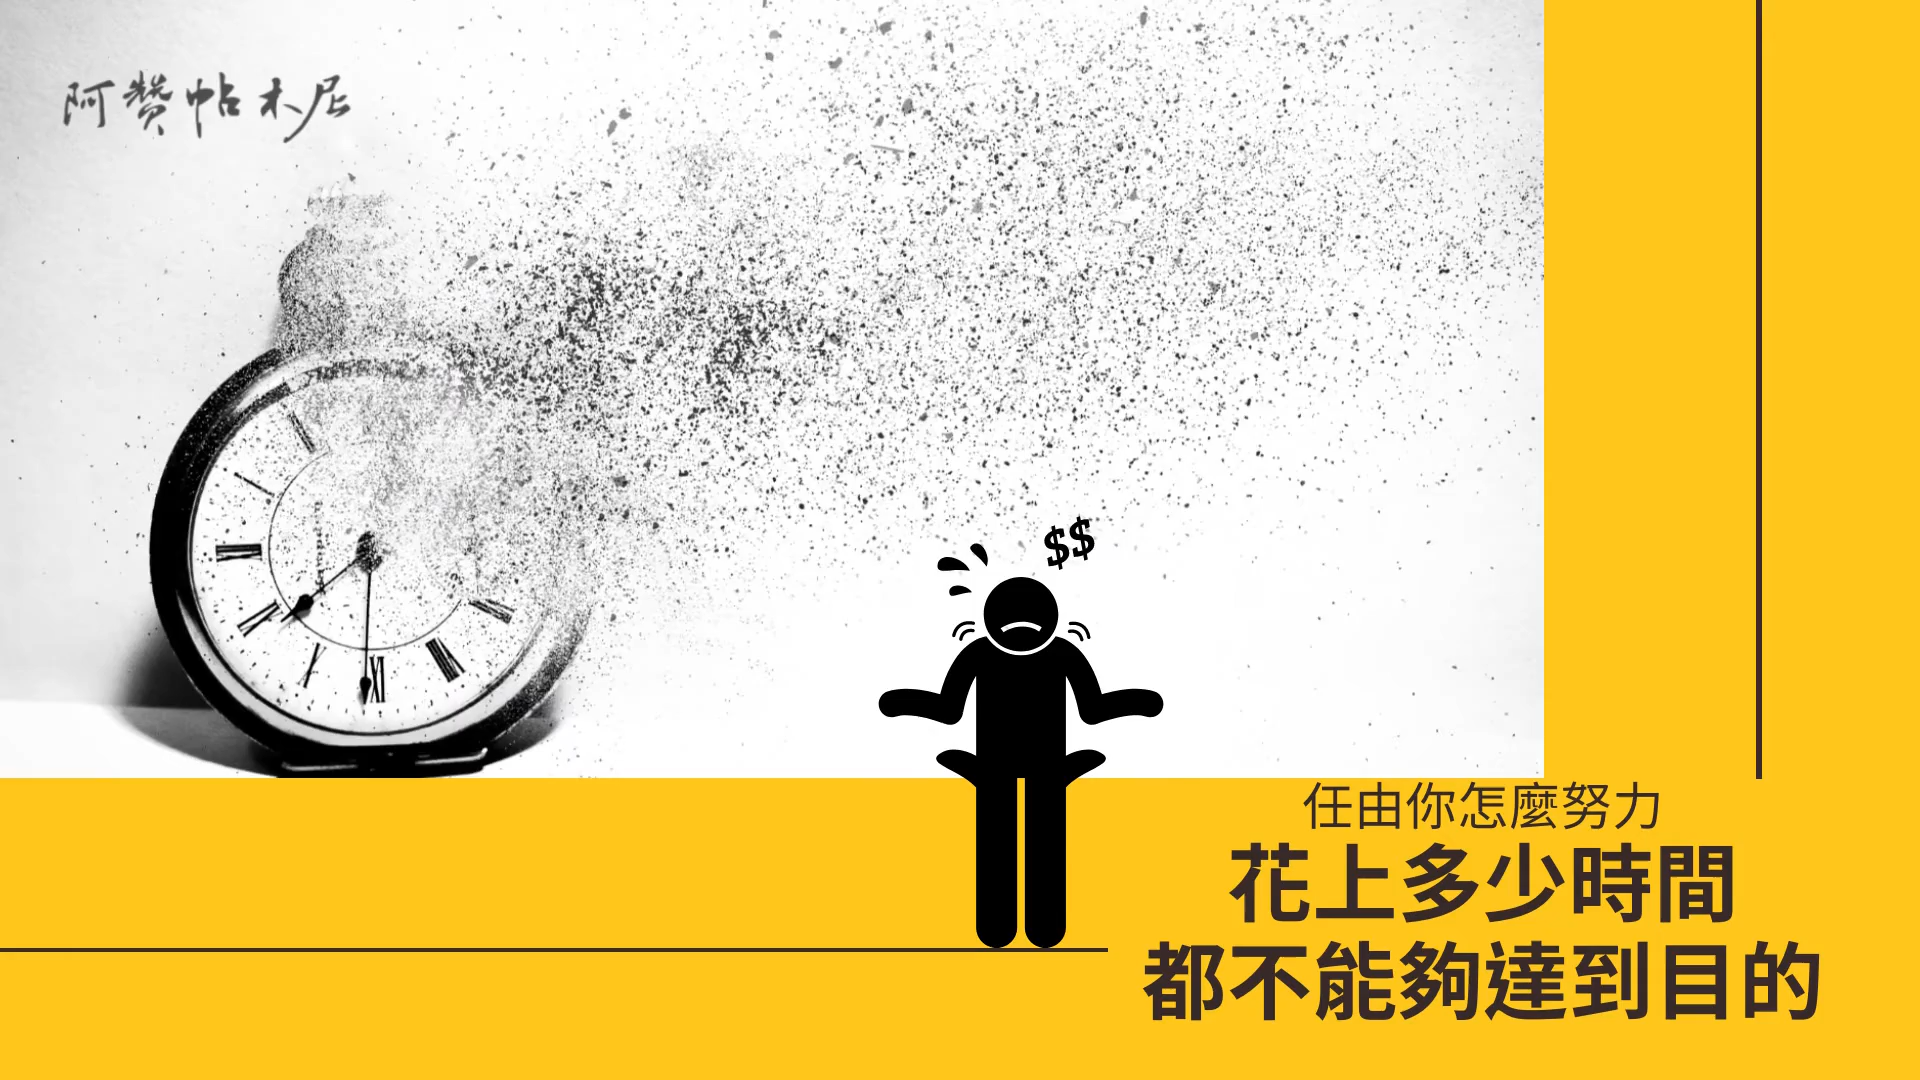 阿贊帖木尼
$$
任由你怎麼努力
花上多少時間
都不能夠達到目的